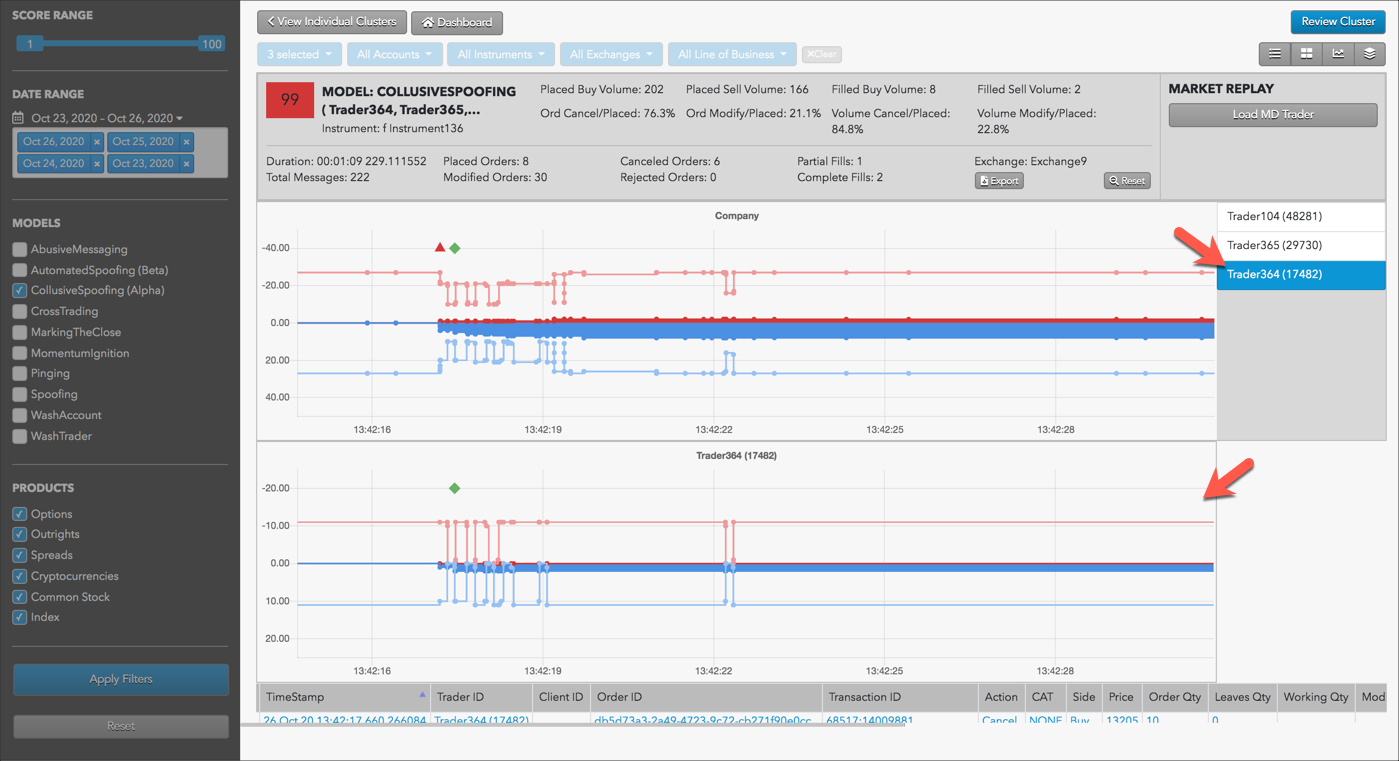 SCORE RANGE
1 100
DATE RANGE
Oct 23, 2020 - Oct 26, 2020
Oct 26, 2020 × Oct 25, 2020 ×
Oct 24, 2020 × Oct 23, 2020 ×
MODELS
AbusiveMessaging
AutomatedSpoofing (Beta)
CollusiveSpoofing (Alpha)
CrossTrading
MarkingTheClose
MomentumIgnition
Pinging
Spoofing
WashAccount
WashTrader
PRODUCTS
Options
Outrights
Spreads
Cryptocurrencies
Common Stock
Index
Apply Filters
Reset
View Individual Clusters Dashboard Review Cluster
3 selected All Accounts All Instruments All Exchanges All Line of Business ×Clear
99
MODEL: COLLUSIVESPOOFING
( Trader364, Trader365,...
Instrument: f Instrument136
Placed Buy Volume: 202 Placed Sell Volume: 166 Filled Buy Volume: 8 Filled Sell Volume: 2
Ord Cancel/Placed: 76.3% Ord Modify/Placed: 21.1% Volume Cancel/Placed: 84.8% Volume Modify/Placed: 22.8%
Duration: 00:01:09 229.111552 Placed Orders: 8 Canceled Orders: 6 Partial Fills: 1 Exchange: Exchange9
Total Messages: 222 Modified Orders: 30 Rejected Orders: 0 Complete Fills: 2
Export Reset
MARKET REPLAY
Load MD Trader
Trader104 (48281)
Trader365 (29730)
Trader364 (17482)
Company
-40.00
-20.00
0.00
20.00
40.00
13:42:16 13:42:19 13:42:22 13:42:25 13:42:28
Trader364 (17482)
-20.00
-10.00
0.00
10.00
20.00
13:42:16 13:42:19 13:42:22 13:42:25 13:42:28
TimeStamp Trader ID Client ID Order ID Transaction ID Action CAT Side Price Order Qty Leaves Qty Working Qty Mod
26 Oct 20 13:42:17.660.266084 Trader364 (17482) db5d73a3-2a49-4723-9c72-cb271f90e0cc 68517:14009881 Cancel NONE Buy 13205 10 0